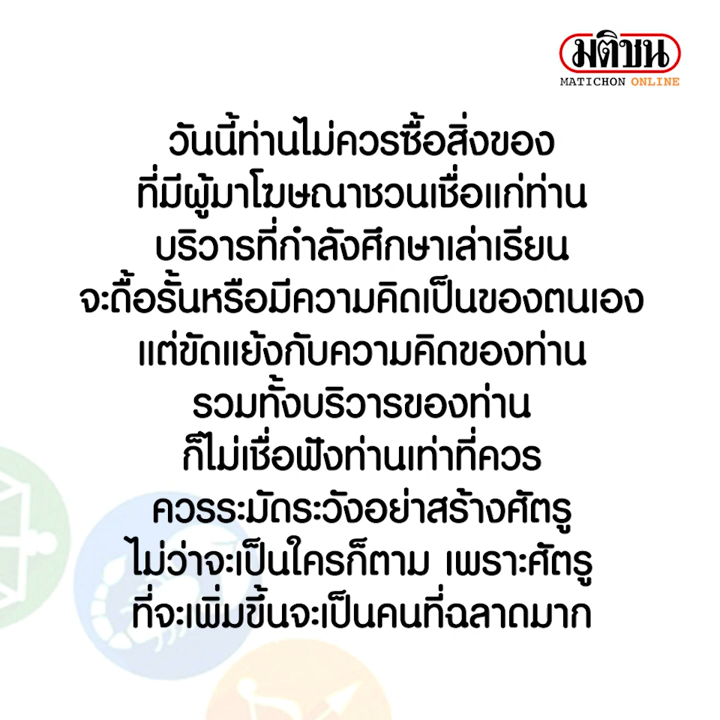 มติชน
MATICHON ONLINE
วันนี้ท่านไม่ควรซื้อสิ่งของ
ที่มีผู้มาโฆษณาชวนเชื่อแก่ท่าน
บริวารที่กำลังศึกษาเล่าเรียน
จะดื้อรั้นหรือมีความคิดเป็นของตนเอง
แต่ขัดแย้งกับความคิดของท่าน
รวมทั้งบริวารของท่าน
ก็ไม่เชื่อฟังท่านเท่าที่ควร
ควรระมัดระวังอย่าสร้างศัตรู
ไม่ว่าจะเป็นใครก็ตาม เพราะศัตรู
ที่จะเพิ่มขึ้นจะเป็นคนที่ฉลาดมาก